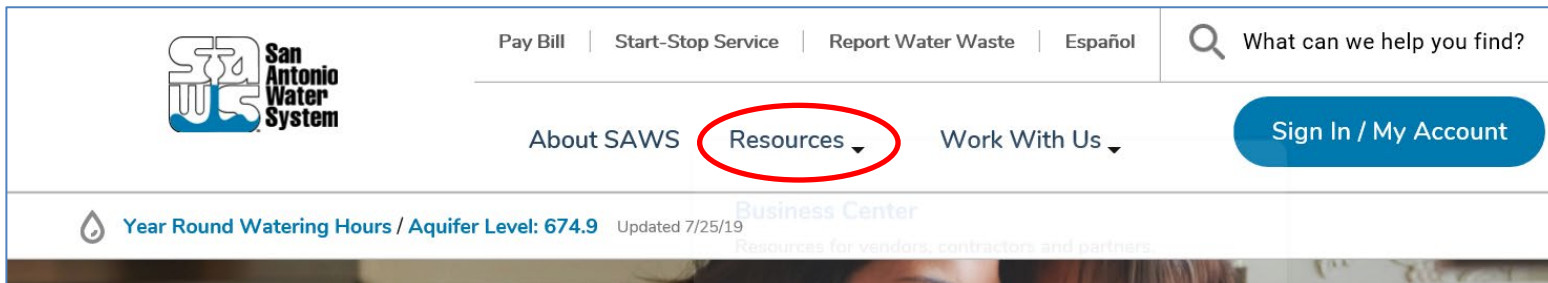 San
Antonio
Water
System
Pay Bill | Start-Stop Service | Report Water Waste | Español
What can we help you find?
About SAWS Resources Work With Us
Sign In / My Account
Year Round Watering Hours / Aquifer Level: 674.9 Updated 7/25/19
Business Center
Resources for vendors, contractors and partners.